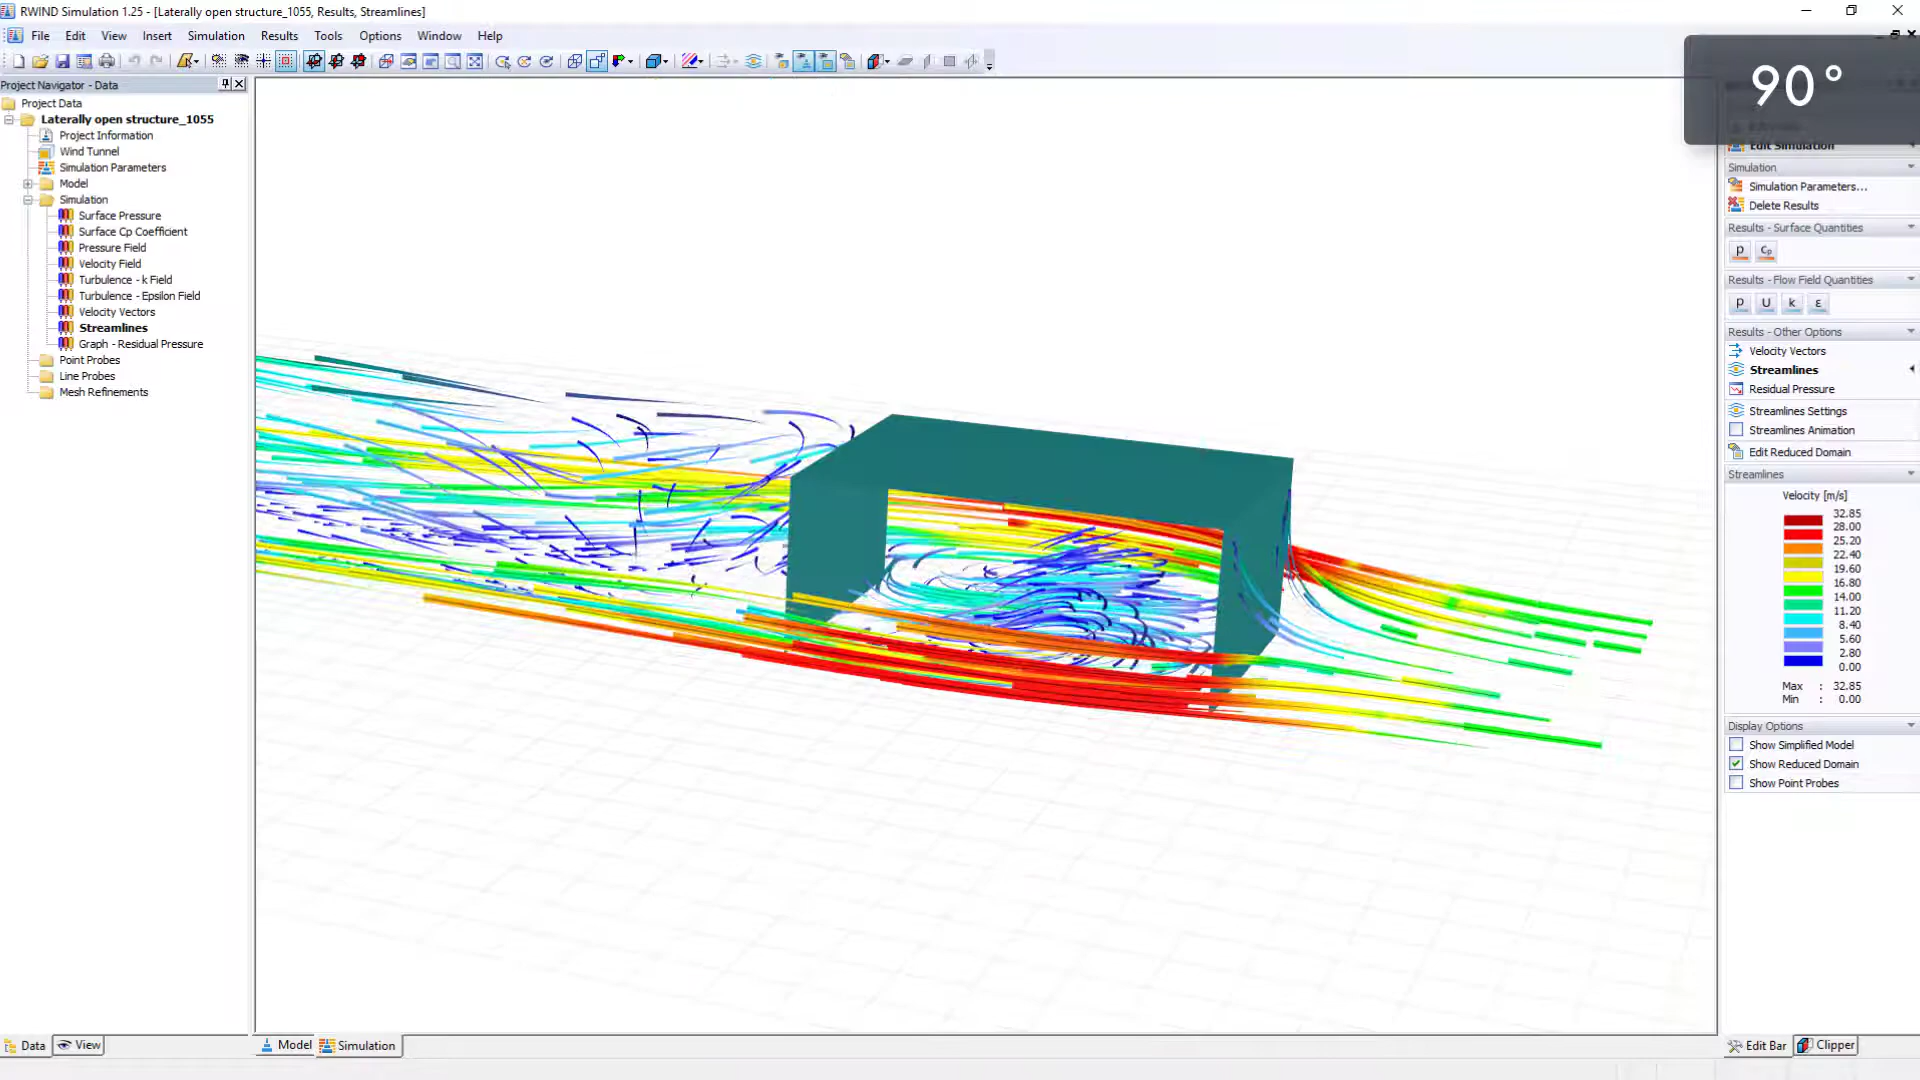 RWIND Simulation 1.25 - [Laterally open structure_1055, Results, Streamlines]
File Edit View Insert Simulation Results Tools Options Window Help
90°
Project Navigator - Data
Project Data
Laterally open structure_1055
Project Information
Wind Tunnel
Simulation Parameters
Model
Simulation
Surface Pressure
Surface Cp Coefficient
Pressure Field
Velocity Field
Turbulence - k Field
Turbulence - Epsilon Field
Velocity Vectors
Streamlines
Graph - Residual Pressure
Point Probes
Line Probes
Mesh Refinements
Edit Simulation
Simulation
Simulation Parameters...
Delete Results
Results - Surface Quantities
p Cp
Results - Flow Field Quantities
p U k ε
Results - Other Options
Velocity Vectors
Streamlines
Residual Pressure
Streamlines Settings
Streamlines Animation
Edit Reduced Domain
Streamlines
Velocity [m/s]
32.85
28.00
25.20
22.40
19.60
16.80
14.00
11.20
8.40
5.60
2.80
0.00
Max : 32.85
Min : 0.00
Display Options
Show Simplified Model
Show Reduced Domain
Show Point Probes
Data View
Model Simulation
Edit Bar Clipper